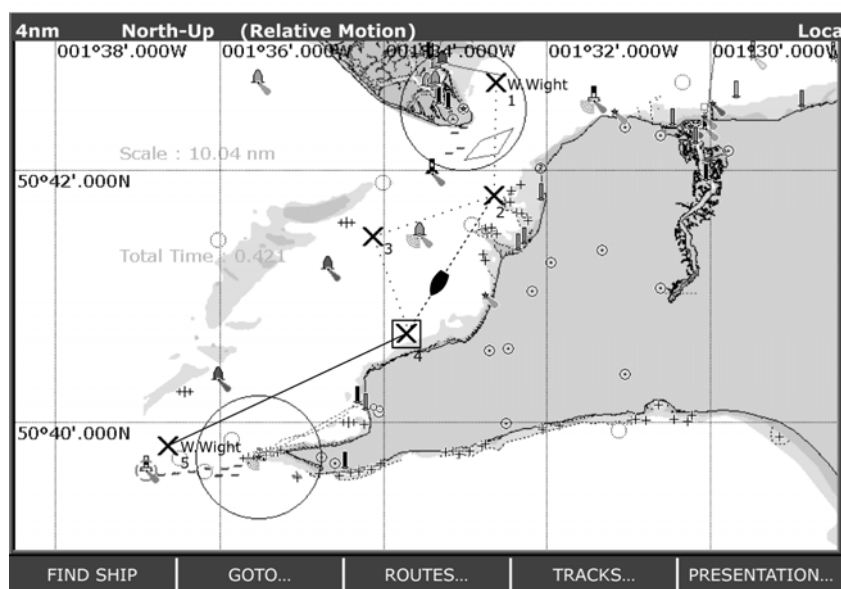 4nm North-Up (Relative Motion) Loca
001°38'.000W 001°36'.000W 001°34'.000W 001°32'.000W 001°30'.000W
W.Wight
1
Scale : 10.04 nm
50°42'.000N
2
3
Total Time : 0.421
4
50°40'.000N
W.Wight
5
FIND SHIP GOTO... ROUTES... TRACKS... PRESENTATION...